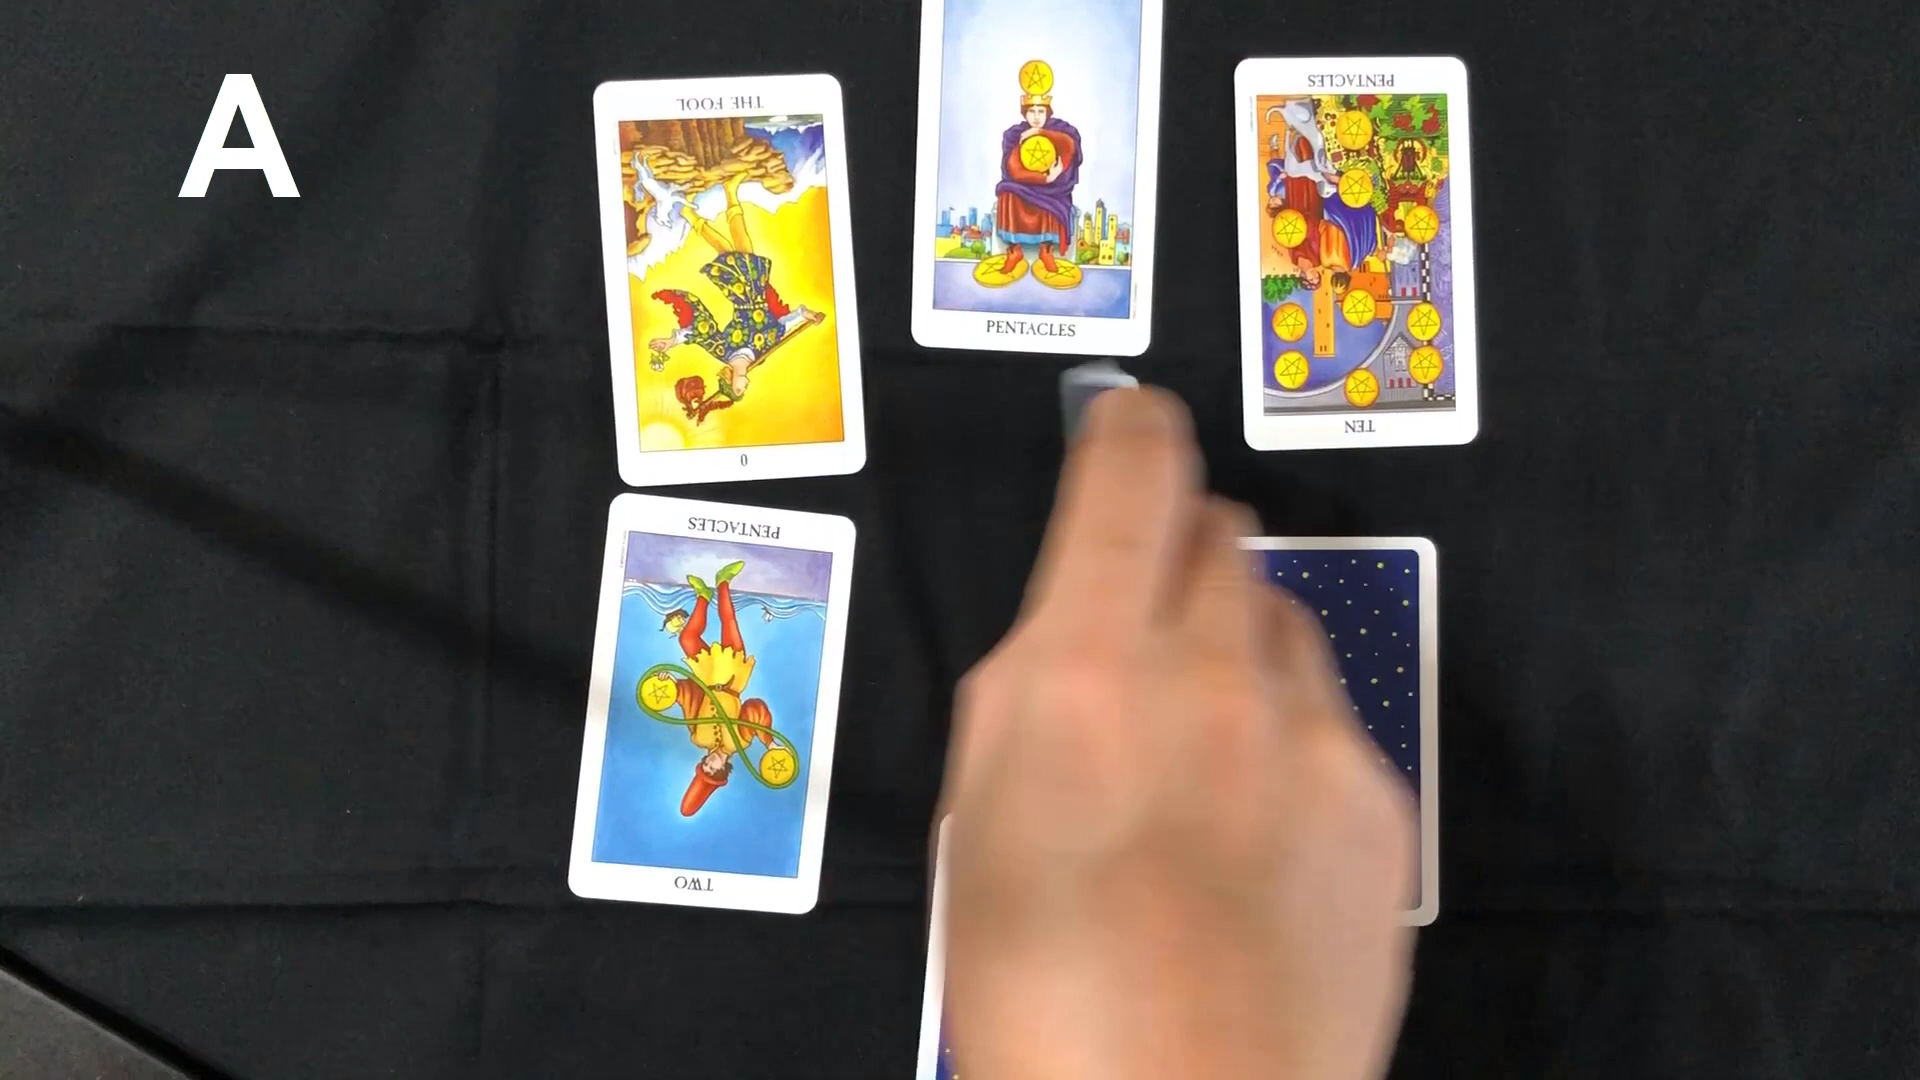 A
THE FOOL
0
PENTACLES
PENTACLES
TEN
PENTACLES
TWO